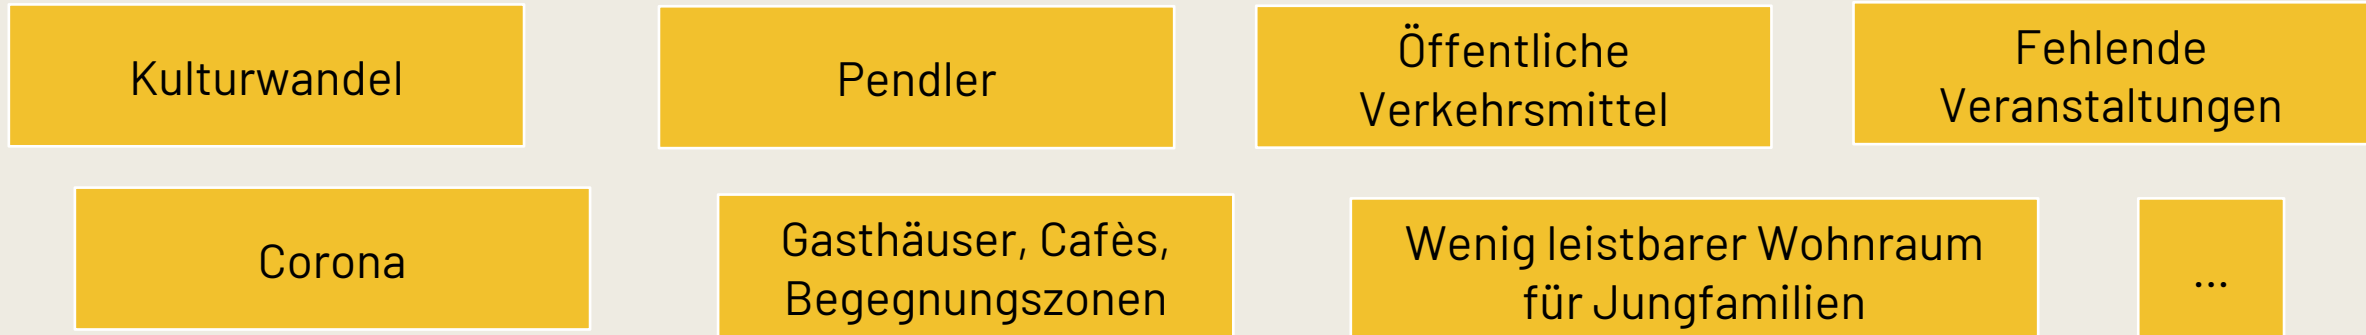 Kulturwandel
Pendler
Öffentliche
Verkehrsmittel
Fehlende
Veranstaltungen
Corona
Gasthäuser, Cafès,
Begegnungszonen
Wenig leistbarer Wohnraum
für Jungfamilien
...